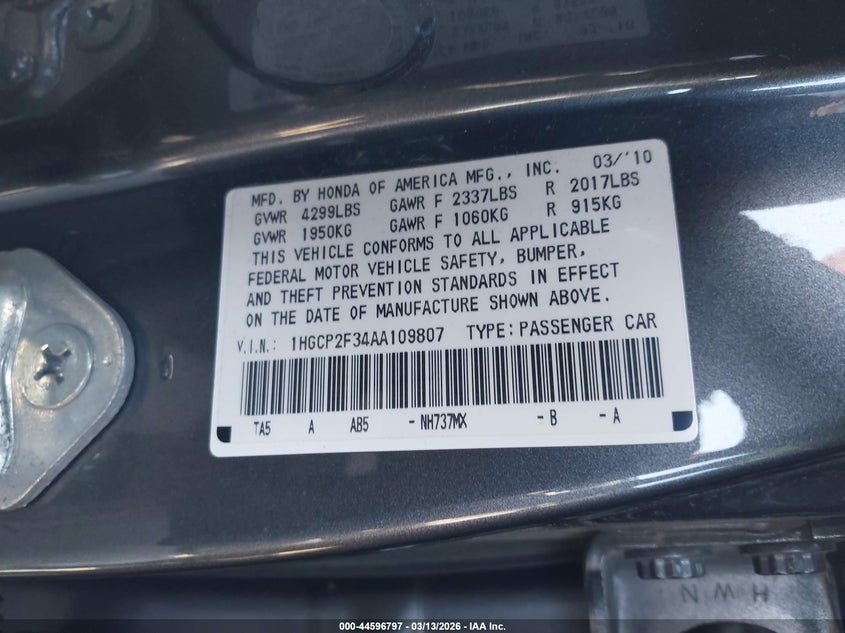 MFD. BY HONDA OF AMERICA MFG., INC. 03/'10
GVWR 4299LBS GAWR F 2337LBS R 2017LBS
GVWR 1950KG GAWR F 1060KG R 915KG
THIS VEHICLE CONFORMS TO ALL APPLICABLE
FEDERAL MOTOR VEHICLE SAFETY, BUMPER,
AND THEFT PREVENTION STANDARDS IN EFFECT
ON THE DATE OF MANUFACTURE SHOWN ABOVE.
V.I.N.: 1HGCP2F34AA109807 TYPE: PASSENGER CAR
TA5 A AB5 -NH737MX -B -A
H W N
000-44596797 - 03/13/2026 - IAA Inc.